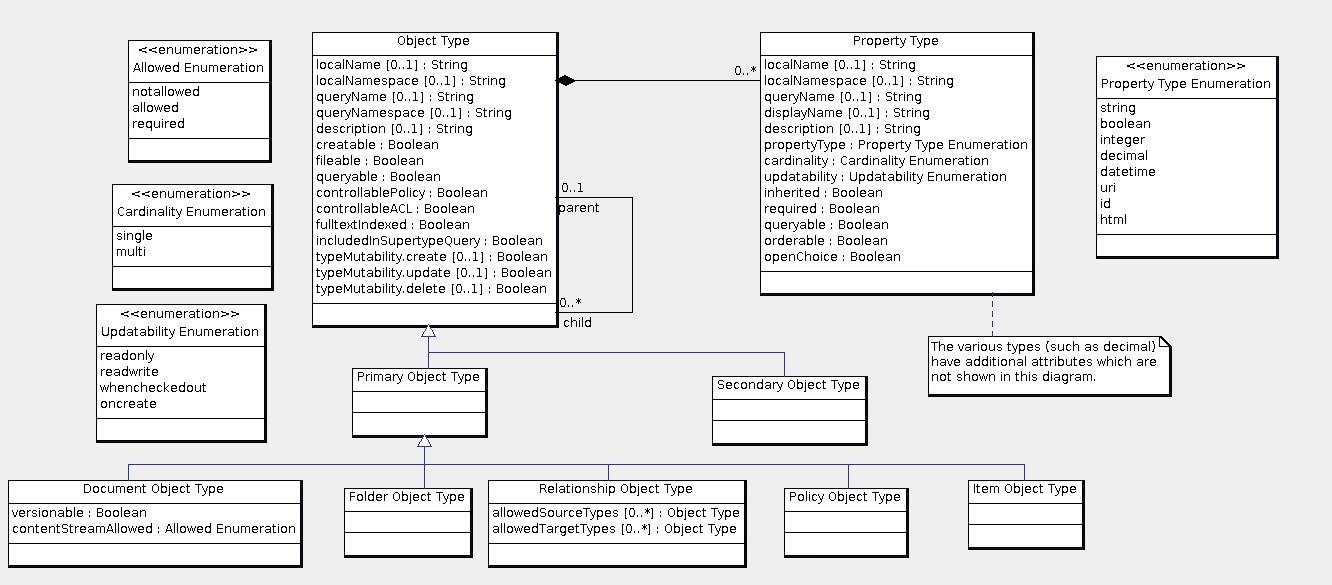 <<enumeration>>
Allowed Enumeration
notallowed
allowed
required
<<enumeration>>
Cardinality Enumeration
single
multi
<<enumeration>>
Updatability Enumeration
readonly
readwrite
whencheckedout
oncreate
Object Type
localName [0..1] : String
localNamespace [0..1] : String
queryName [0..1] : String
queryNamespace [0..1] : String
description [0..1] : String
creatable : Boolean
fileable : Boolean
queryable : Boolean
controllablePolicy : Boolean
controllableACL : Boolean
fulltextIndexed : Boolean
includedInSupertypeQuery : Boolean
typeMutability.create [0..1] : Boolean
typeMutability.update [0..1] : Boolean
typeMutability.delete [0..1] : Boolean
0..*
0..1
parent
0..*
child
Property Type
localName [0..1] : String
localNamespace [0..1] : String
queryName [0..1] : String
displayName [0..1] : String
description [0..1] : String
propertyType : Property Type Enumeration
cardinality : Cardinality Enumeration
updatability : Updatability Enumeration
inherited : Boolean
required : Boolean
queryable : Boolean
orderable : Boolean
openChoice : Boolean
<<enumeration>>
Property Type Enumeration
string
boolean
integer
decimal
datetime
uri
id
html
The various types (such as decimal)
have additional attributes which are
not shown in this diagram.
Primary Object Type
Secondary Object Type
Document Object Type
versionable : Boolean
contentStreamAllowed : Allowed Enumeration
Folder Object Type
Relationship Object Type
allowedSourceTypes [0..*] : Object Type
allowedTargetTypes [0..*] : Object Type
Policy Object Type
Item Object Type